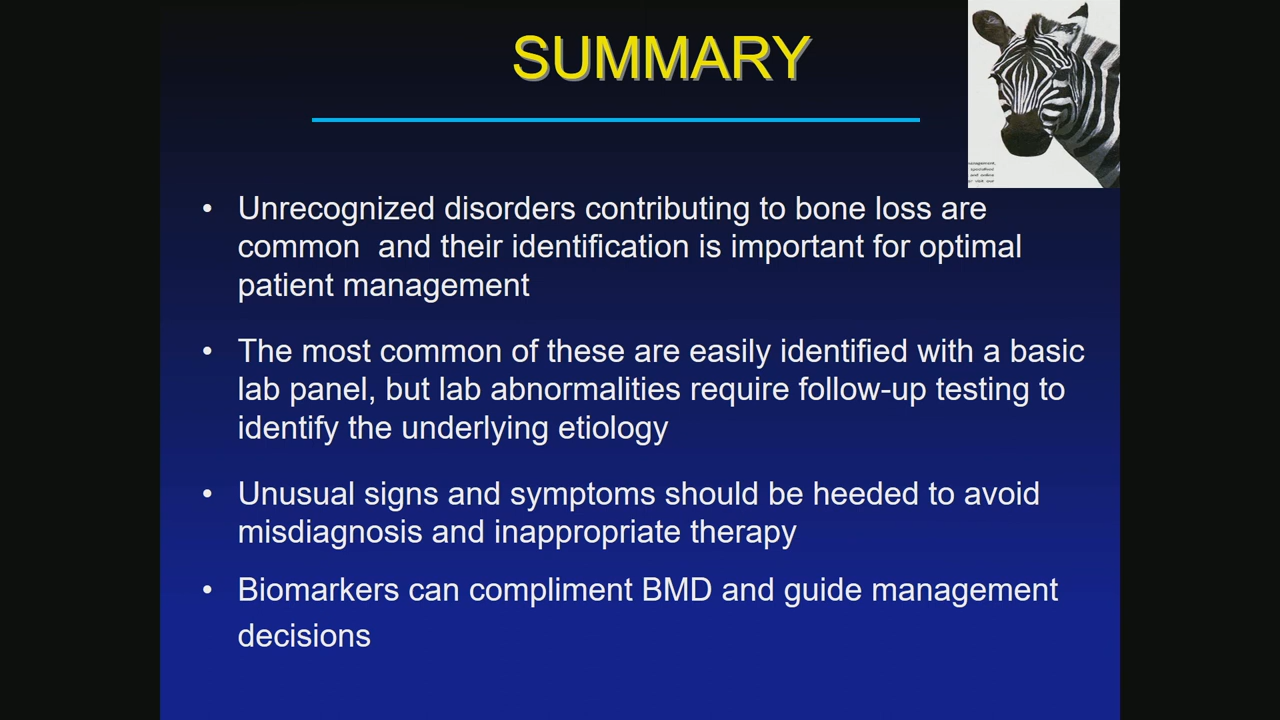 SUMMARY
• Unrecognized disorders contributing to bone loss are
common and their identification is important for optimal
patient management
• The most common of these are easily identified with a basic
lab panel, but lab abnormalities require follow-up testing to
identify the underlying etiology
• Unusual signs and symptoms should be heeded to avoid
misdiagnosis and inappropriate therapy
• Biomarkers can compliment BMD and guide management
decisions